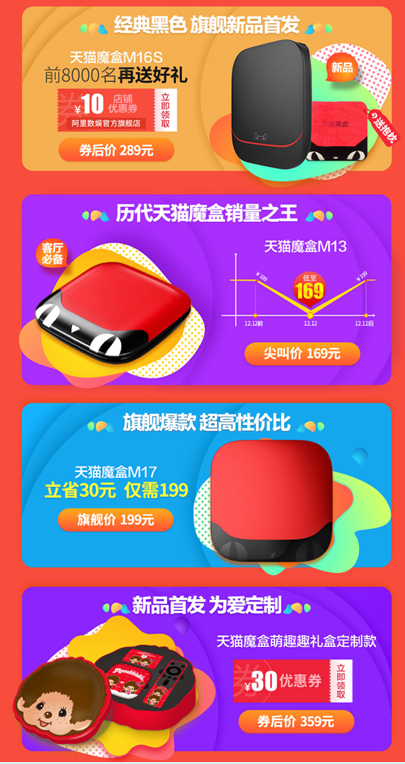 经典黑色 旗舰新品首发
天猫魔盒M16S
前8000名再送好礼
新品
¥10 店铺优惠券
立即领取
阿里数娱官方旗舰店
送抱枕
券后价 289元
历代天猫魔盒销量之王
客厅必备
天猫魔盒M13
¥199
低至
169
¥199
12.12前
12.12
12.12后
尖叫价 169元
旗舰爆款 超高性价比
天猫魔盒M17
立省30元 仅需199
旗舰价 199元
新品首发 为爱定制
天猫魔盒萌趣趣礼盒定制款
券
¥30优惠券
立即领取
券后价 359元